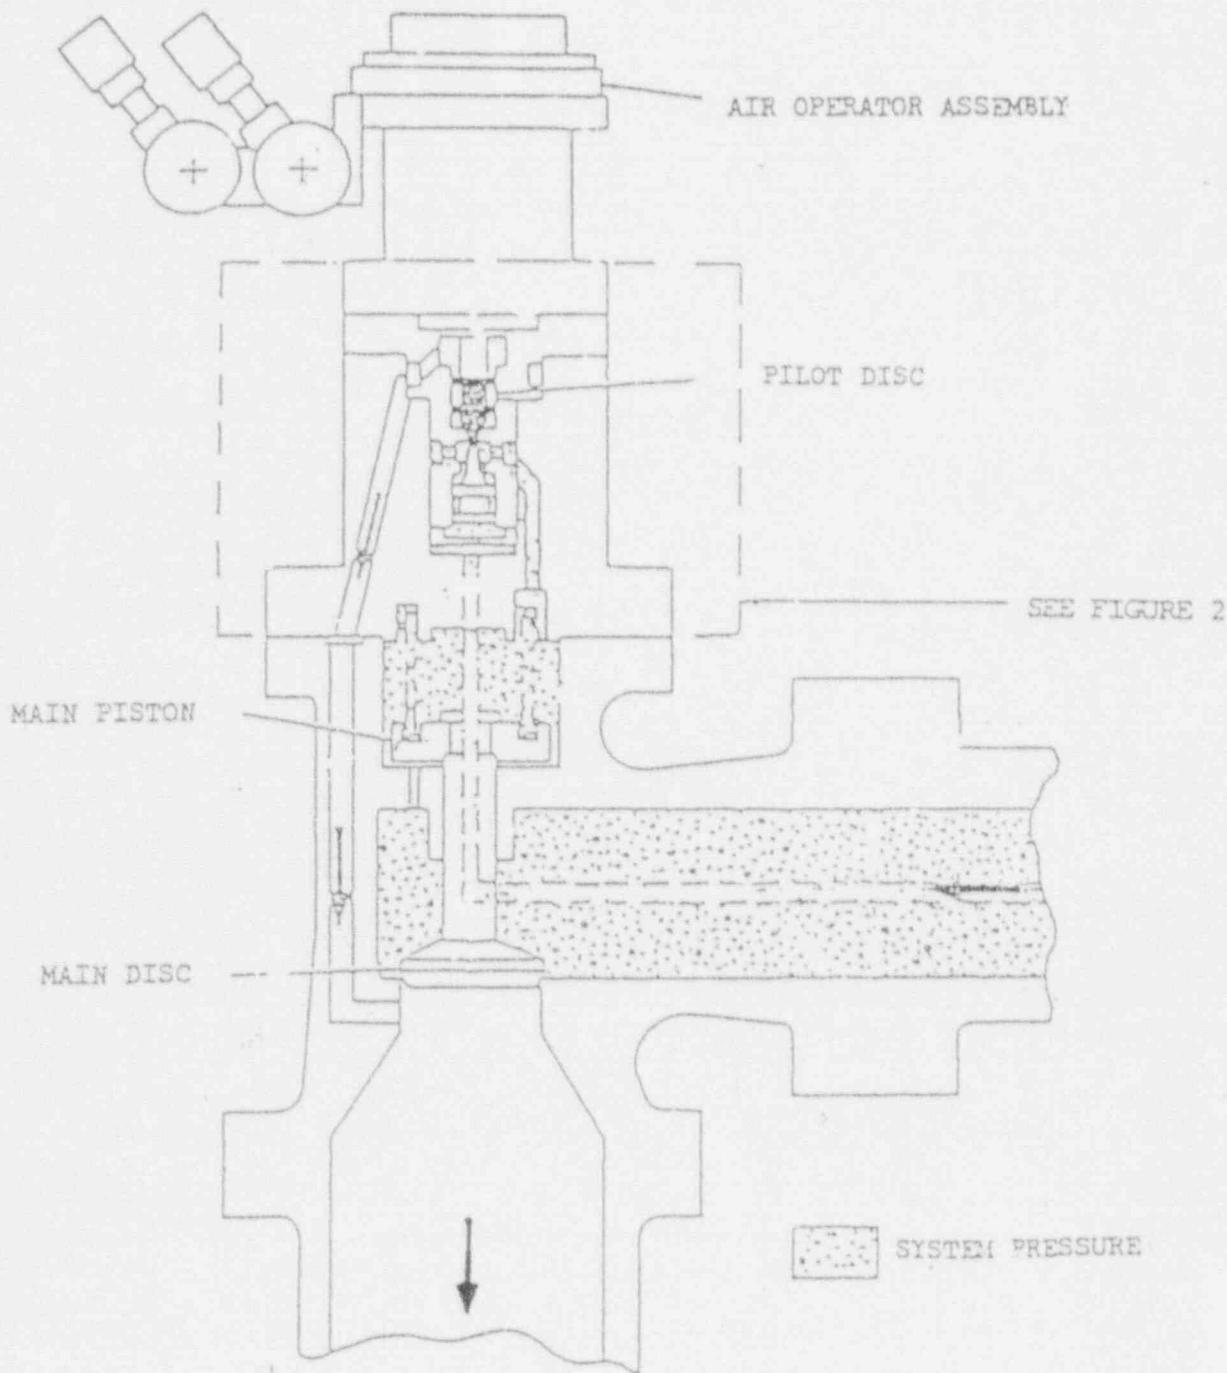 AIR OPERATOR ASSEMBLY
PILOT DISC
SEE FIGURE 2
MAIN PISTON
MAIN DISC
SYSTEM PRESSURE